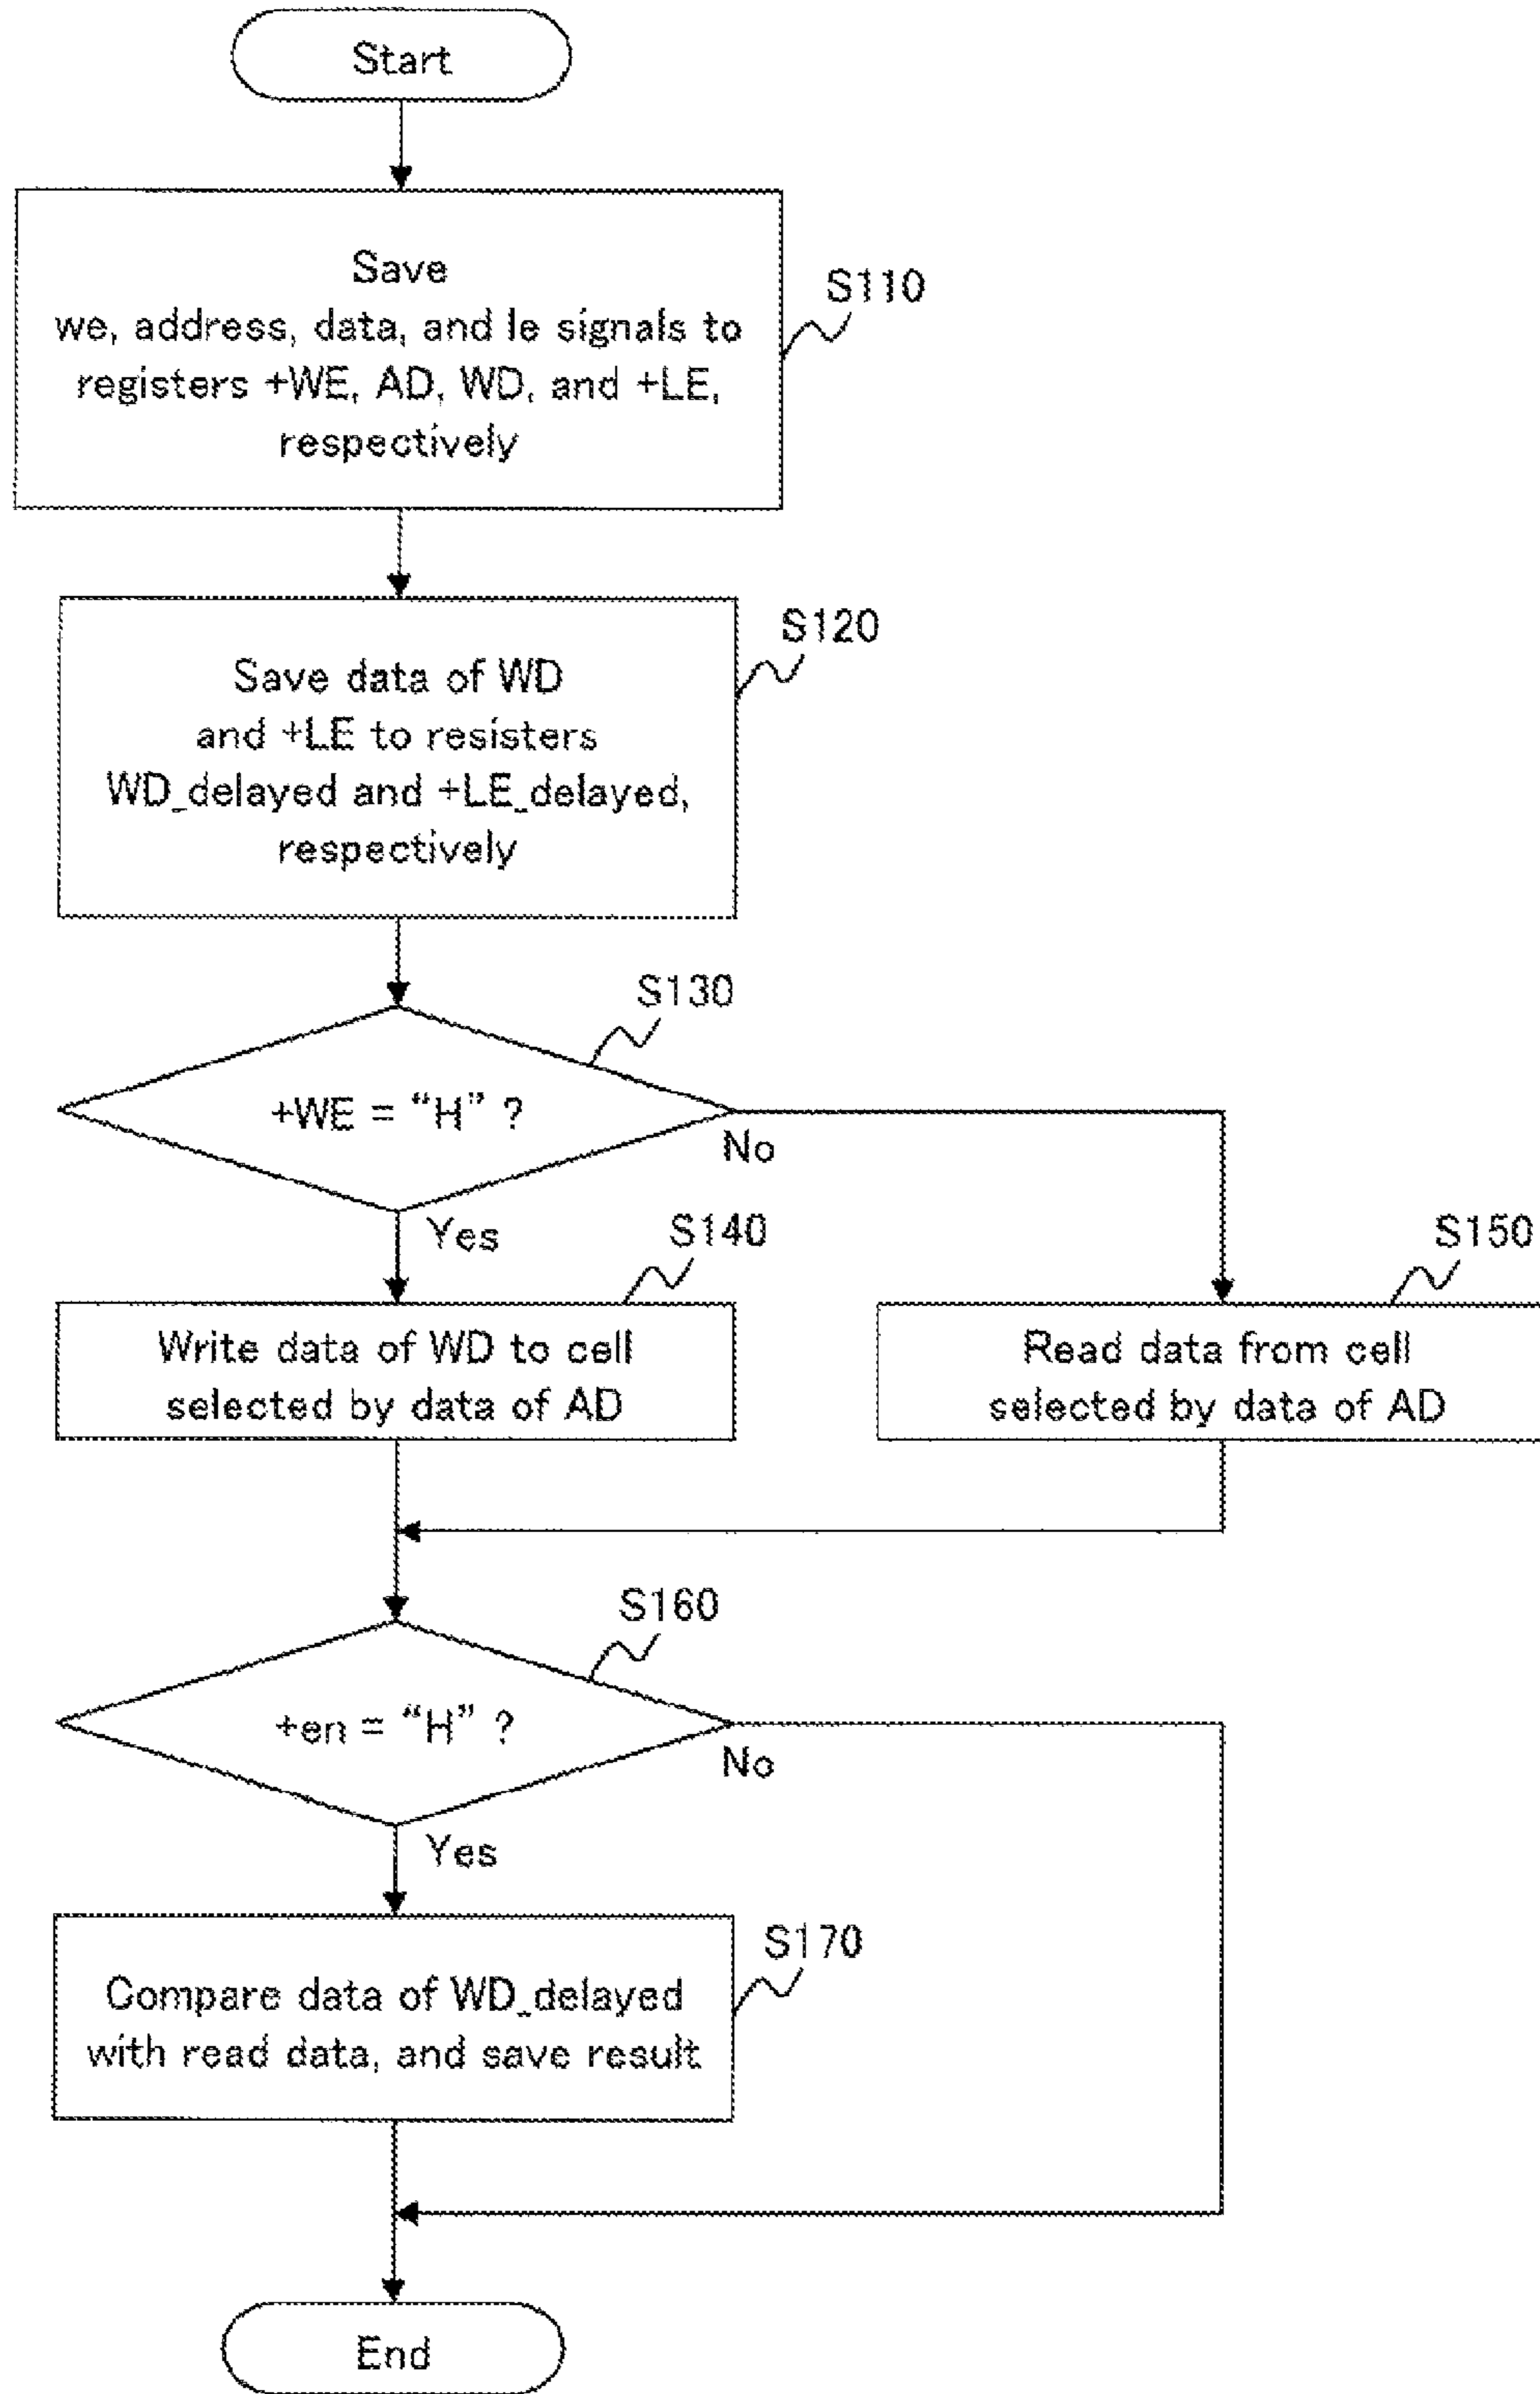 Start
Save
we, address, data, and le signals to
registers +WE, AD, WD, and +LE,
respectively
S110
Save data of WD
and +LE to resisters
WD_delayed and +LE_delayed,
respectively
S120
+WE = “H” ?
S130
No
Yes
S140
Write data of WD to cell
selected by data of AD
S150
Read data from cell
selected by data of AD
S160
+en = “H” ?
No
Yes
S170
Compare data of WD_delayed
with read data, and save result
End